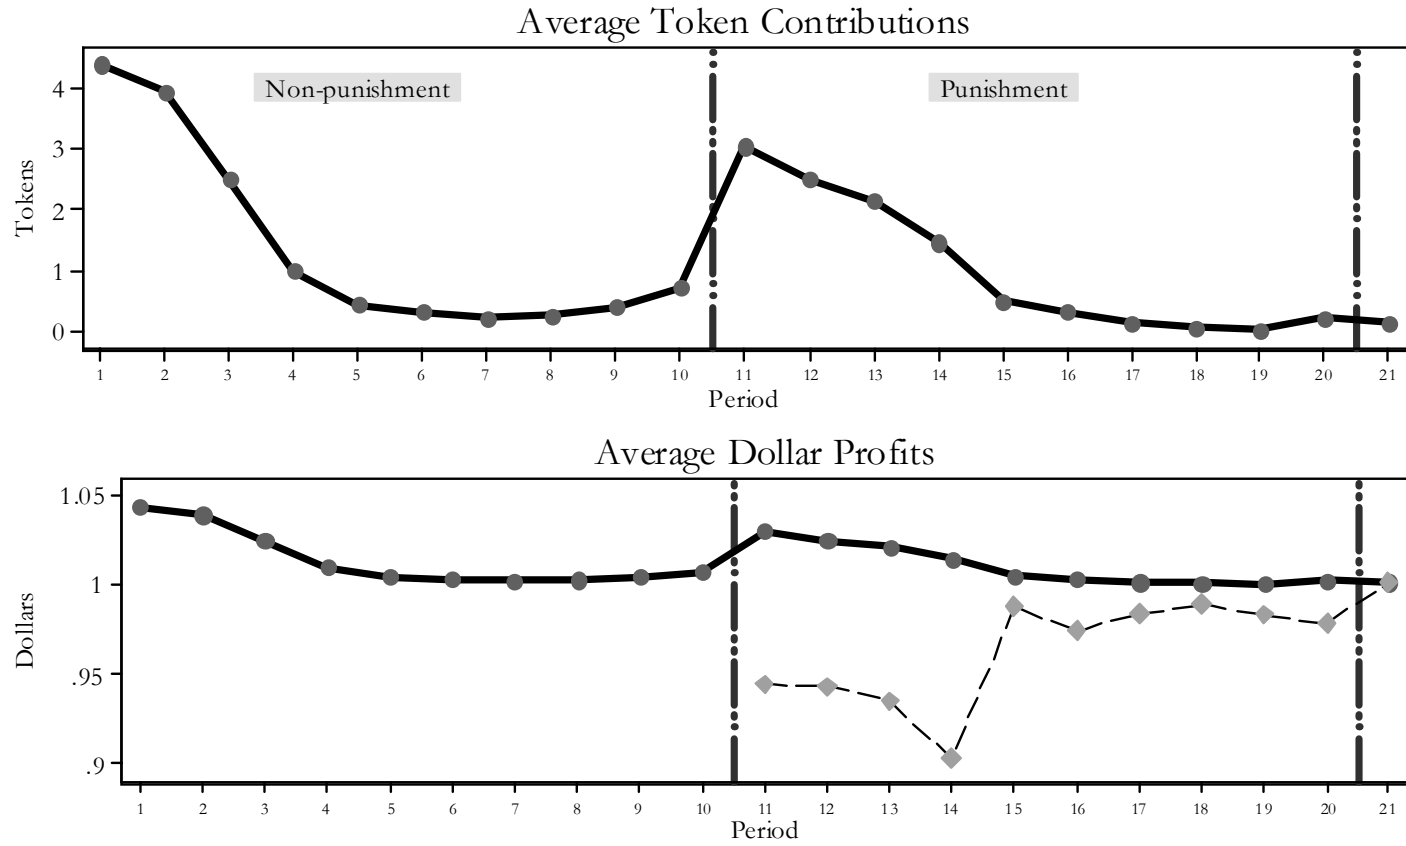 Average Token Contributions
Non-punishment
Punishment
4
3
2
1
0
Tokens
1 2 3 4 5 6 7 8 9 10 11 12 13 14 15 16 17 18 19 20 21
Period
Average Dollar Profits
1.05
1
.95
.9
Dollars
1 2 3 4 5 6 7 8 9 10 11 12 13 14 15 16 17 18 19 20 21
Period